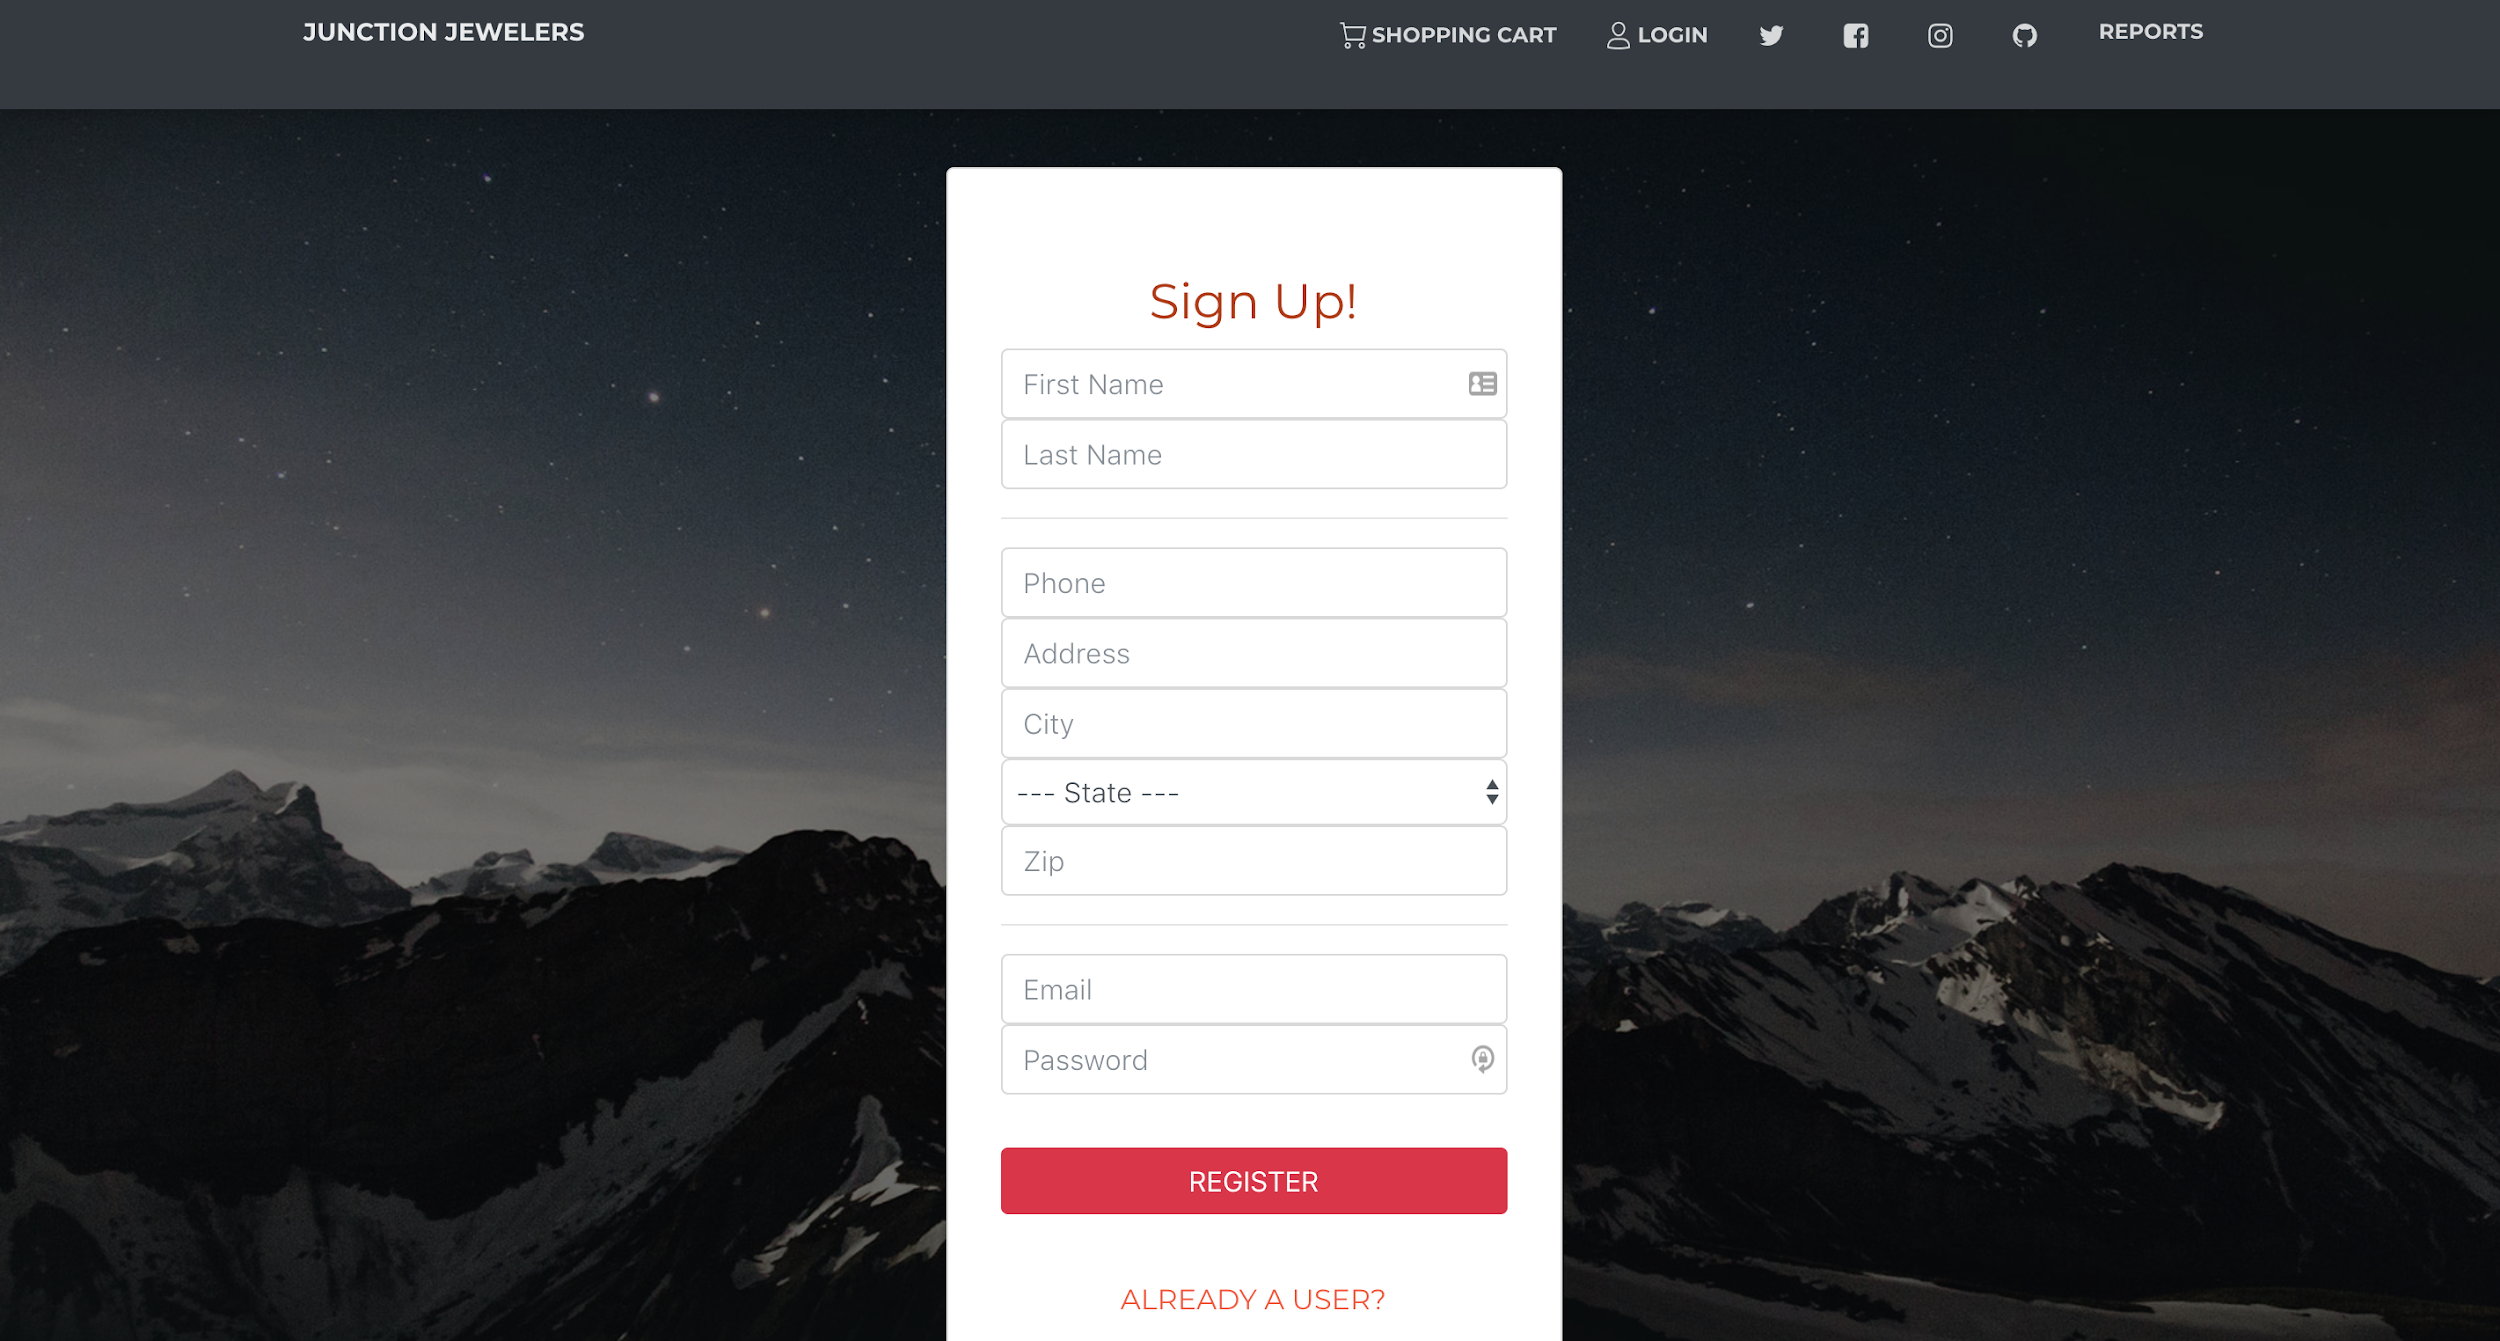 JUNCTION JEWELERS
SHOPPING CART
LOGIN
REPORTS
Sign Up!
First Name
Last Name
Phone
Address
City
--- State ---
Zip
Email
Password
REGISTER
ALREADY A USER?